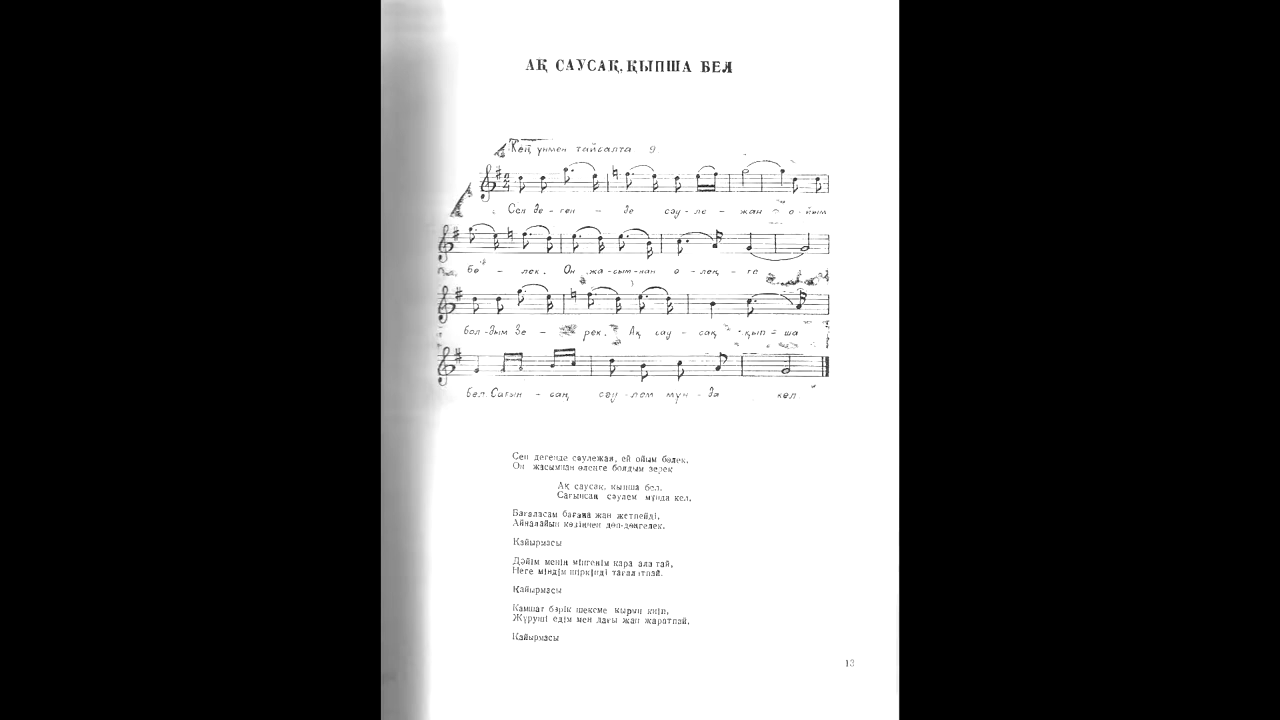 АҚ САУСАҚ, ҚЫПША БЕЛ
Кең үнмен тайсалта
Сен де-ген - де сәу-ле - жан о-йым
бө - лек. Он жа-сым-нан ө-лең-ге
бол-дым зе - рек. Ақ сау - сақ қып - ша
бел. Сағын - саң, сәу-лем мұн-да кел.
Сен дегенде сәулежан, ей ойым бөлек,
Он жасымнан өлеңге болдым зерек
Ақ саусақ, қыпша бел,
Сағынсаң сәулем мұнда кел.
Бағаласам бағаңа жан жетпейді,
Айналайын көзіңнен дөп-дөңгелек.
Қайырмасы
Дәйім менің мінгенім қара ала тай,
Неге міндім шіркінді тағалатпай.
Қайырмасы
Камшат бөрік шексме қырын киіп,
Жүруші едім мен дағы жан жаратпай,
Қайырмасы
13